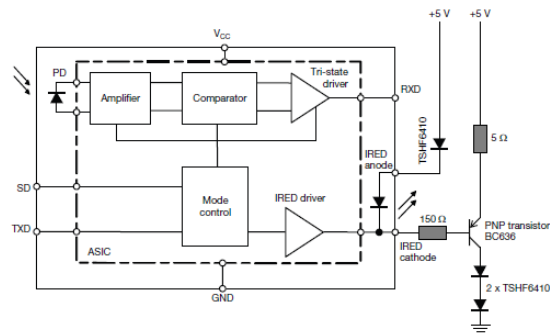 +5 V
+5 V
VCC
PD
Amplifier
Comparator
Tri-state
driver
RXD
TSHF6410
5 Ω
IRED
anode
SD
Mode
control
IRED driver
150 Ω
PNP transistor
BC636
TXD
ASIC
IRED
cathode
GND
2 x TSHF6410